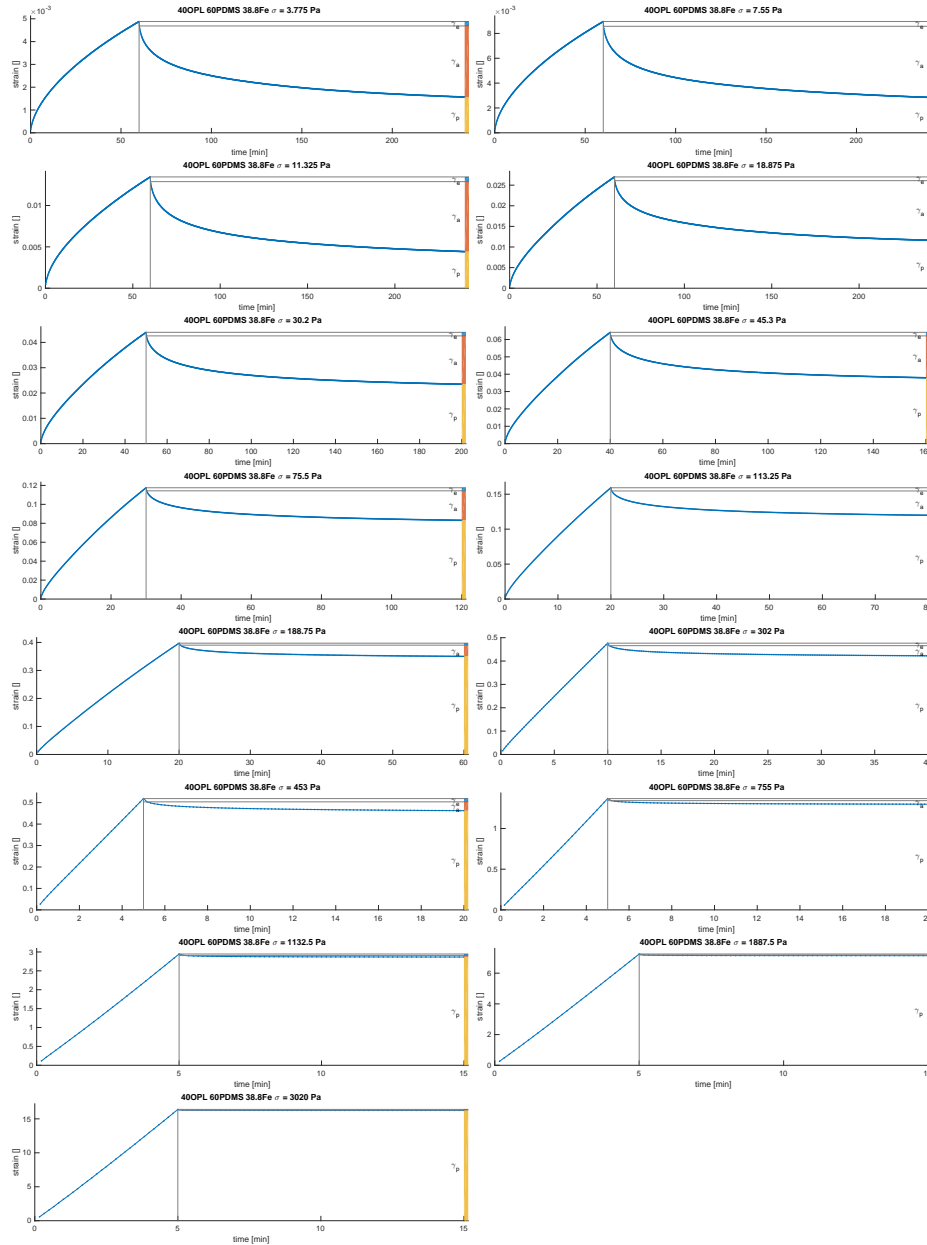 40OPL 60PDMS 38.8Fe σ = 3.775 Pa
×10⁻³
strain []
5
4
3
2
1
0
γe
γa
γp
0 50 100 150 200
time [min]
40OPL 60PDMS 38.8Fe σ = 7.55 Pa
×10⁻³
strain []
8
6
4
2
0
γe
γa
γp
0 50 100 150 200
time [min]
40OPL 60PDMS 38.8Fe σ = 11.325 Pa
strain []
0.01
0.005
0
γe
γa
γp
0 50 100 150 200
time [min]
40OPL 60PDMS 38.8Fe σ = 18.875 Pa
strain []
0.025
0.02
0.015
0.01
0.005
0
γe
γa
γp
0 50 100 150 200
time [min]
40OPL 60PDMS 38.8Fe σ = 30.2 Pa
strain []
0.04
0.03
0.02
0.01
0
γe
γa
γp
0 20 40 60 80 100 120 140 160 180 200
time [min]
40OPL 60PDMS 38.8Fe σ = 45.3 Pa
strain []
0.06
0.05
0.04
0.03
0.02
0.01
0
γe
γa
γp
0 20 40 60 80 100 120 140 160
time [min]
40OPL 60PDMS 38.8Fe σ = 75.5 Pa
strain []
0.12
0.1
0.08
0.06
0.04
0.02
0
γe
γa
γp
0 20 40 60 80 100 120
time [min]
40OPL 60PDMS 38.8Fe σ = 113.25 Pa
strain []
0.15
0.1
0.05
0
γe
γa
γp
0 10 20 30 40 50 60 70 80
time [min]
40OPL 60PDMS 38.8Fe σ = 188.75 Pa
strain []
0.4
0.3
0.2
0.1
0
γa
γp
0 10 20 30 40 50 60
time [min]
40OPL 60PDMS 38.8Fe σ = 302 Pa
strain []
0.5
0.4
0.3
0.2
0.1
0
γe
γa
γp
0 5 10 15 20 25 30 35 40
time [min]
40OPL 60PDMS 38.8Fe σ = 453 Pa
strain []
0.5
0.4
0.3
0.2
0.1
0
γe
γa
γp
0 2 4 6 8 10 12 14 16 18 20
time [min]
40OPL 60PDMS 38.8Fe σ = 755 Pa
strain []
1
0.5
0
γp
0 2 4 6 8 10 12 14 16 18 20
time [min]
40OPL 60PDMS 38.8Fe σ = 1132.5 Pa
strain []
3
2.5
2
1.5
1
0.5
0
γp
0 5 10 15
time [min]
40OPL 60PDMS 38.8Fe σ = 1887.5 Pa
strain []
6
4
2
0
γp
0 5 10 15
time [min]
40OPL 60PDMS 38.8Fe σ = 3020 Pa
strain []
15
10
5
0
γp
0 5 10 15
time [min]